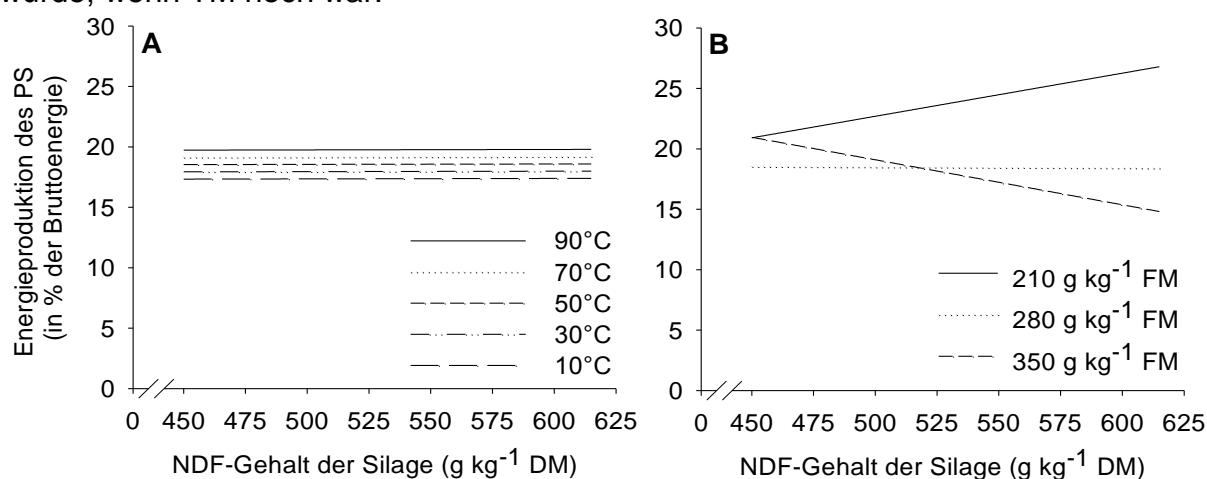 wurde, wenn TM hoch war.
A
Energieproduktion des PS
(in % der Bruttoenergie)
30
25
20
15
10
5
0
90°C
70°C
50°C
30°C
10°C
0 450 475 500 525 550 575 600 625
NDF-Gehalt der Silage (g kg⁻¹ DM)
B
30
25
20
15
10
5
0
210 g kg⁻¹ FM
280 g kg⁻¹ FM
350 g kg⁻¹ FM
0 450 475 500 525 550 575 600 625
NDF-Gehalt der Silage (g kg⁻¹ DM)